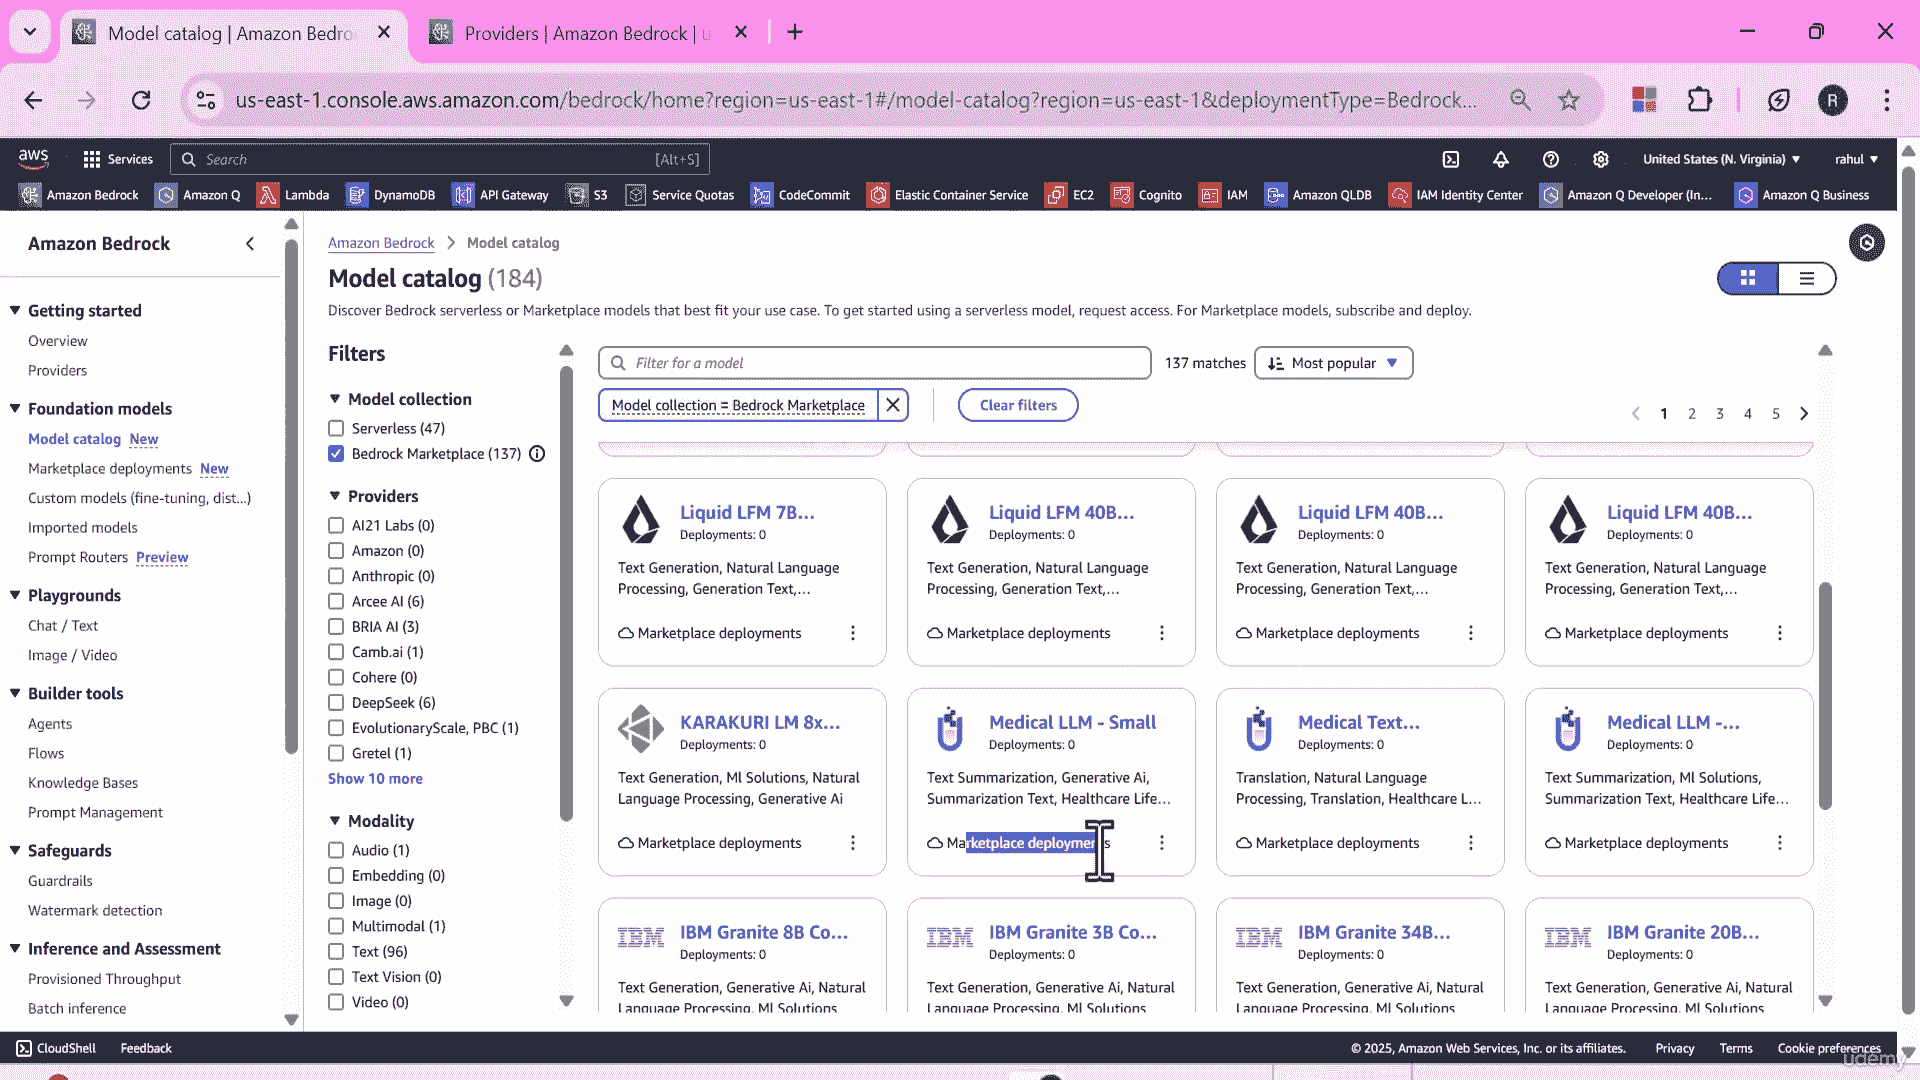 Model catalog | Amazon Bedro
Providers | Amazon Bedrock | u
us-east-1.console.aws.amazon.com/bedrock/home?region=us-east-1#/model-catalog?region=us-east-1&deploymentType=Bedrock...
R
aws
Services
Search
[Alt+S]
United States (N. Virginia)
rahul
Amazon Bedrock
Amazon Q
Lambda
DynamoDB
API Gateway
S3
Service Quotas
CodeCommit
Elastic Container Service
EC2
Cognito
IAM
Amazon QLDB
IAM Identity Center
Amazon Q Developer (In...
Amazon Q Business
Amazon Bedrock
Getting started
Overview
Providers
Foundation models
Model catalog New
Marketplace deployments New
Custom models (fine-tuning, dist...)
Imported models
Prompt Routers Preview
Playgrounds
Chat / Text
Image / Video
Builder tools
Agents
Flows
Knowledge Bases
Prompt Management
Safeguards
Guardrails
Watermark detection
Inference and Assessment
Provisioned Throughput
Batch inference
Amazon Bedrock > Model catalog
Model catalog (184)
Discover Bedrock serverless or Marketplace models that best fit your use case. To get started using a serverless model, request access. For Marketplace models, subscribe and deploy.
Filters
Model collection
Serverless (47)
Bedrock Marketplace (137)
Providers
AI21 Labs (0)
Amazon (0)
Anthropic (0)
Arcee AI (6)
BRIA AI (3)
Camb.ai (1)
Cohere (0)
DeepSeek (6)
EvolutionaryScale, PBC (1)
Gretel (1)
Show 10 more
Modality
Audio (1)
Embedding (0)
Image (0)
Multimodal (1)
Text (96)
Text Vision (0)
Video (0)
Filter for a model
137 matches
Most popular
Model collection = Bedrock Marketplace
Clear filters
1 2 3 4 5
Liquid LFM 7B...
Deployments: 0
Text Generation, Natural Language
Processing, Generation Text,...
Marketplace deployments
Liquid LFM 40B...
Deployments: 0
Text Generation, Natural Language
Processing, Generation Text,...
Marketplace deployments
Liquid LFM 40B...
Deployments: 0
Text Generation, Natural Language
Processing, Generation Text,...
Marketplace deployments
Liquid LFM 40B...
Deployments: 0
Text Generation, Natural Language
Processing, Generation Text,...
Marketplace deployments
KARAKURI LM 8x...
Deployments: 0
Text Generation, Ml Solutions, Natural
Language Processing, Generative Ai
Marketplace deployments
Medical LLM - Small
Deployments: 0
Text Summarization, Generative Ai,
Summarization Text, Healthcare Life...
Marketplace deployments
Medical Text...
Deployments: 0
Translation, Natural Language
Processing, Translation, Healthcare L...
Marketplace deployments
Medical LLM -...
Deployments: 0
Text Summarization, Ml Solutions,
Summarization Text, Healthcare Life...
Marketplace deployments
IBM
IBM Granite 8B Co...
Deployments: 0
Text Generation, Generative Ai, Natural
Language Processing, Ml Solutions
IBM
IBM Granite 3B Co...
Deployments: 0
Text Generation, Generative Ai, Natural
Language Processing, Ml Solutions
IBM
IBM Granite 34B...
Deployments: 0
Text Generation, Generative Ai, Natural
Language Processing, Ml Solutions
IBM
IBM Granite 20B...
Deployments: 0
Text Generation, Generative Ai, Natural
Language Processing, Ml Solutions
CloudShell
Feedback
© 2025, Amazon Web Services, Inc. or its affiliates.
Privacy
Terms
Cookie preferences
udemy